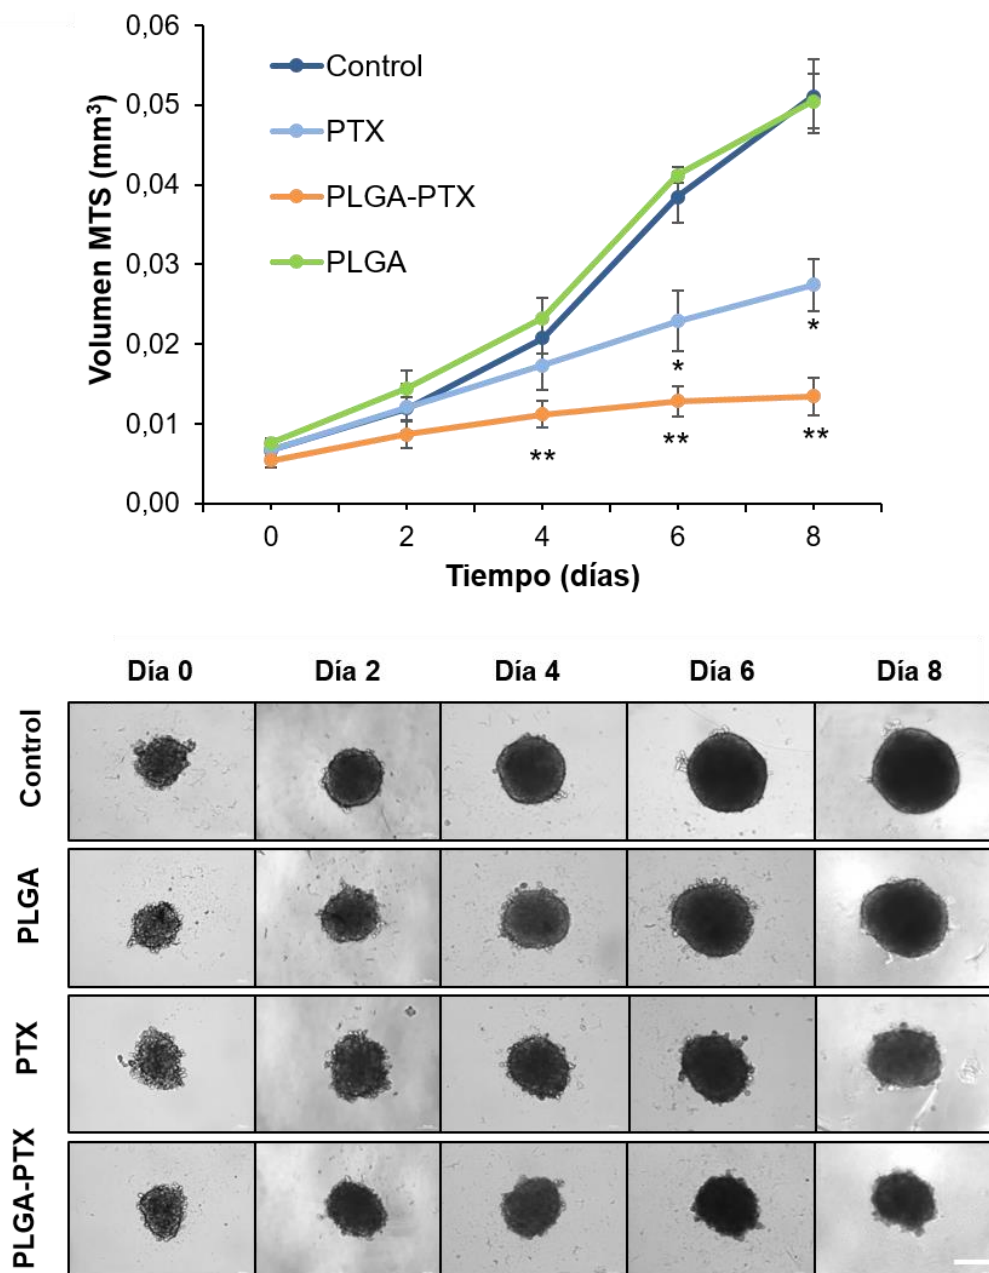 0,06
0,05
0,04
0,03
0,02
0,01
0,00
Volumen MTS (mm³)
Control
PTX
PLGA-PTX
PLGA
*
*
**
**
**
0 2 4 6 8
Tiempo (días)
Día 0 Día 2 Día 4 Día 6 Día 8
Control
PLGA
PTX
PLGA-PTX